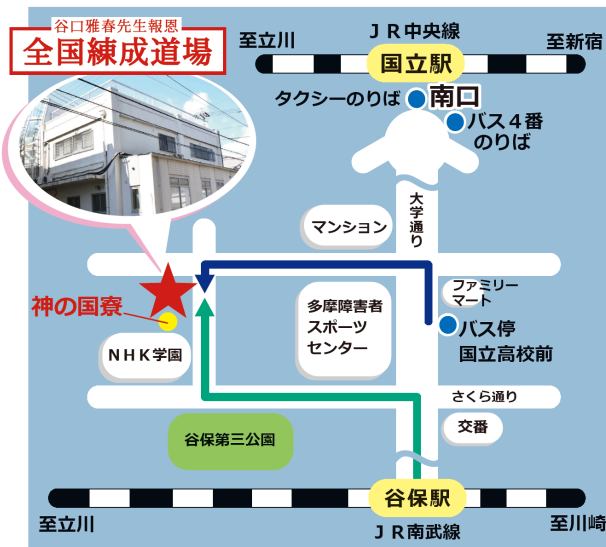 谷口雅春先生報恩
全国練成道場
至立川
ＪＲ中央線
至新宿
国立駅
タクシーのりば
南口
バス４番
のりば
大学通り
マンション
ファミリー
マート
神の国寮
多摩障害者
スポーツ
センター
バス停
国立高校前
ＮＨＫ学園
さくら通り
交番
谷保第三公園
谷保駅
至立川
ＪＲ南武線
至川崎